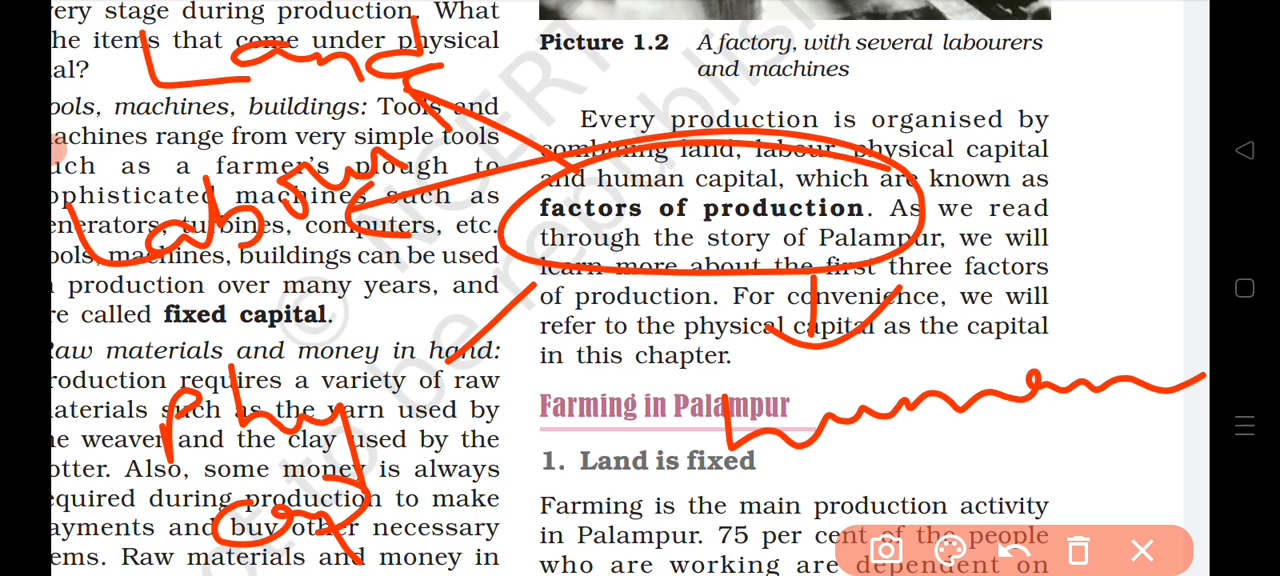 very stage during production. What
he items that come under physical
al?
ools, machines, buildings: Tools and
achines range from very simple tools
uch as a farmer's plough to
ophisticated machines such as
enerators, turbines, computers, etc.
ools, machines, buildings can be used
production over many years, and
re called fixed capital.
Raw materials and money in hand:
roduction requires a variety of raw
aterials such as the yarn used by
he weaver and the clay used by the
otter. Also, some money is always
equired during production to make
ayments and buy other necessary
ems. Raw materials and money in
Land
Labour
Phy
cap
Picture 1.2 A factory, with several labourers
and machines
Every production is organised by
combining land, labour, physical capital
and human capital, which are known as
factors of production. As we read
through the story of Palampur, we will
learn more about the first three factors
of production. For convenience, we will
refer to the physical capital as the capital
in this chapter.
Farming in Palampur
1. Land is fixed
Farming is the main production activity
in Palampur. 75 per cent of the people
who are working are dependent on
© NCERT
be republis